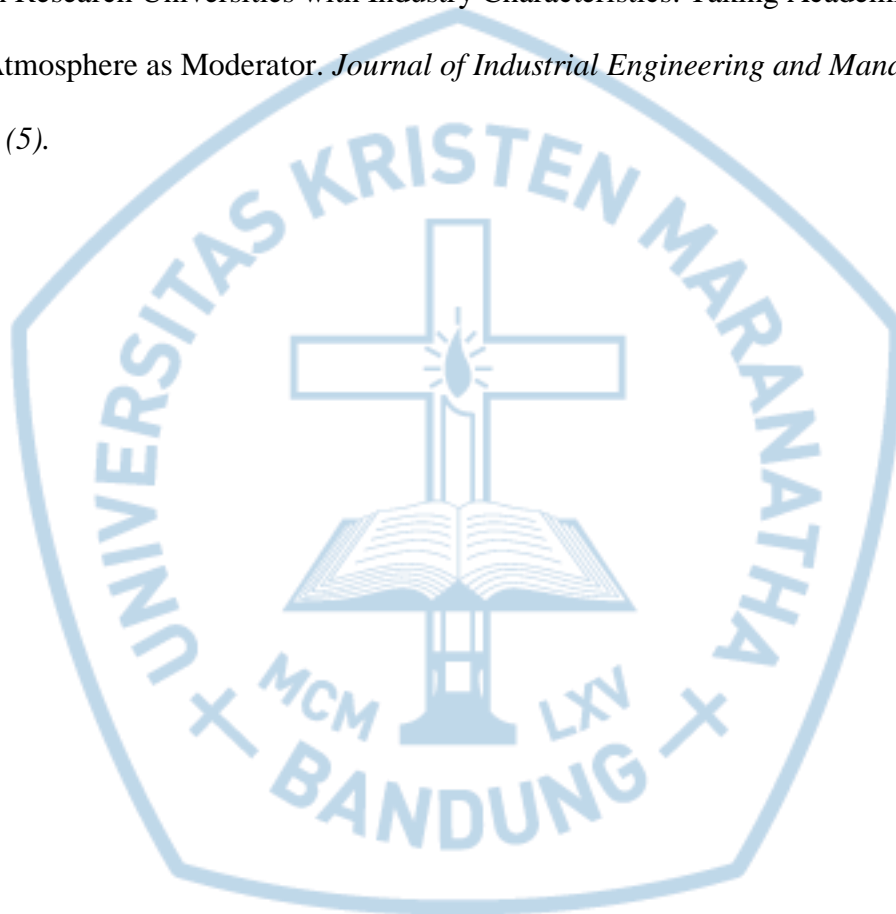 Research Universities with Industry Characteristics: Taking Academic
Atmosphere as Moderator. Journal of Industrial Engineering and
(5).
UNIVERSITAS KRISTEN MARANATHA
MCM LXV
BANDUNG